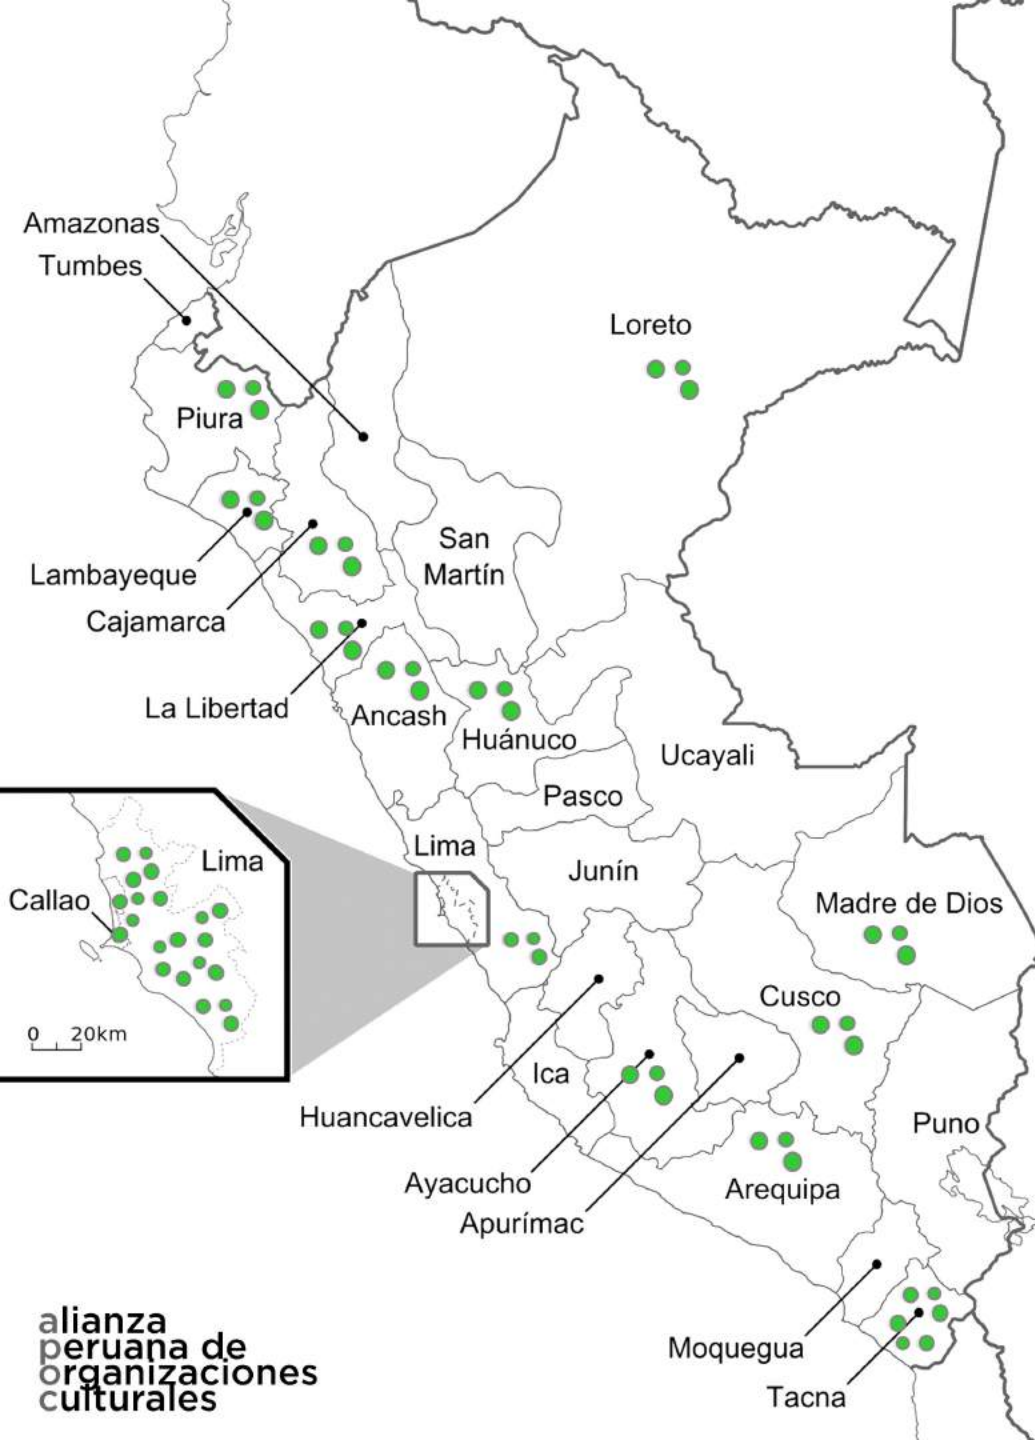 Amazonas
Tumbes
Loreto
Piura
San
Martín
Lambayeque
Cajamarca
La Libertad
Ancash
Huánuco
Ucayali
Pasco
Lima
Junín
Lima
Callao
Madre de Dios
Cusco
0 20km
Ica
Huancavelica
Puno
Ayacucho
Arequipa
Apurímac
alianza
peruana de
organizaciones
culturales
Moquegua
Tacna